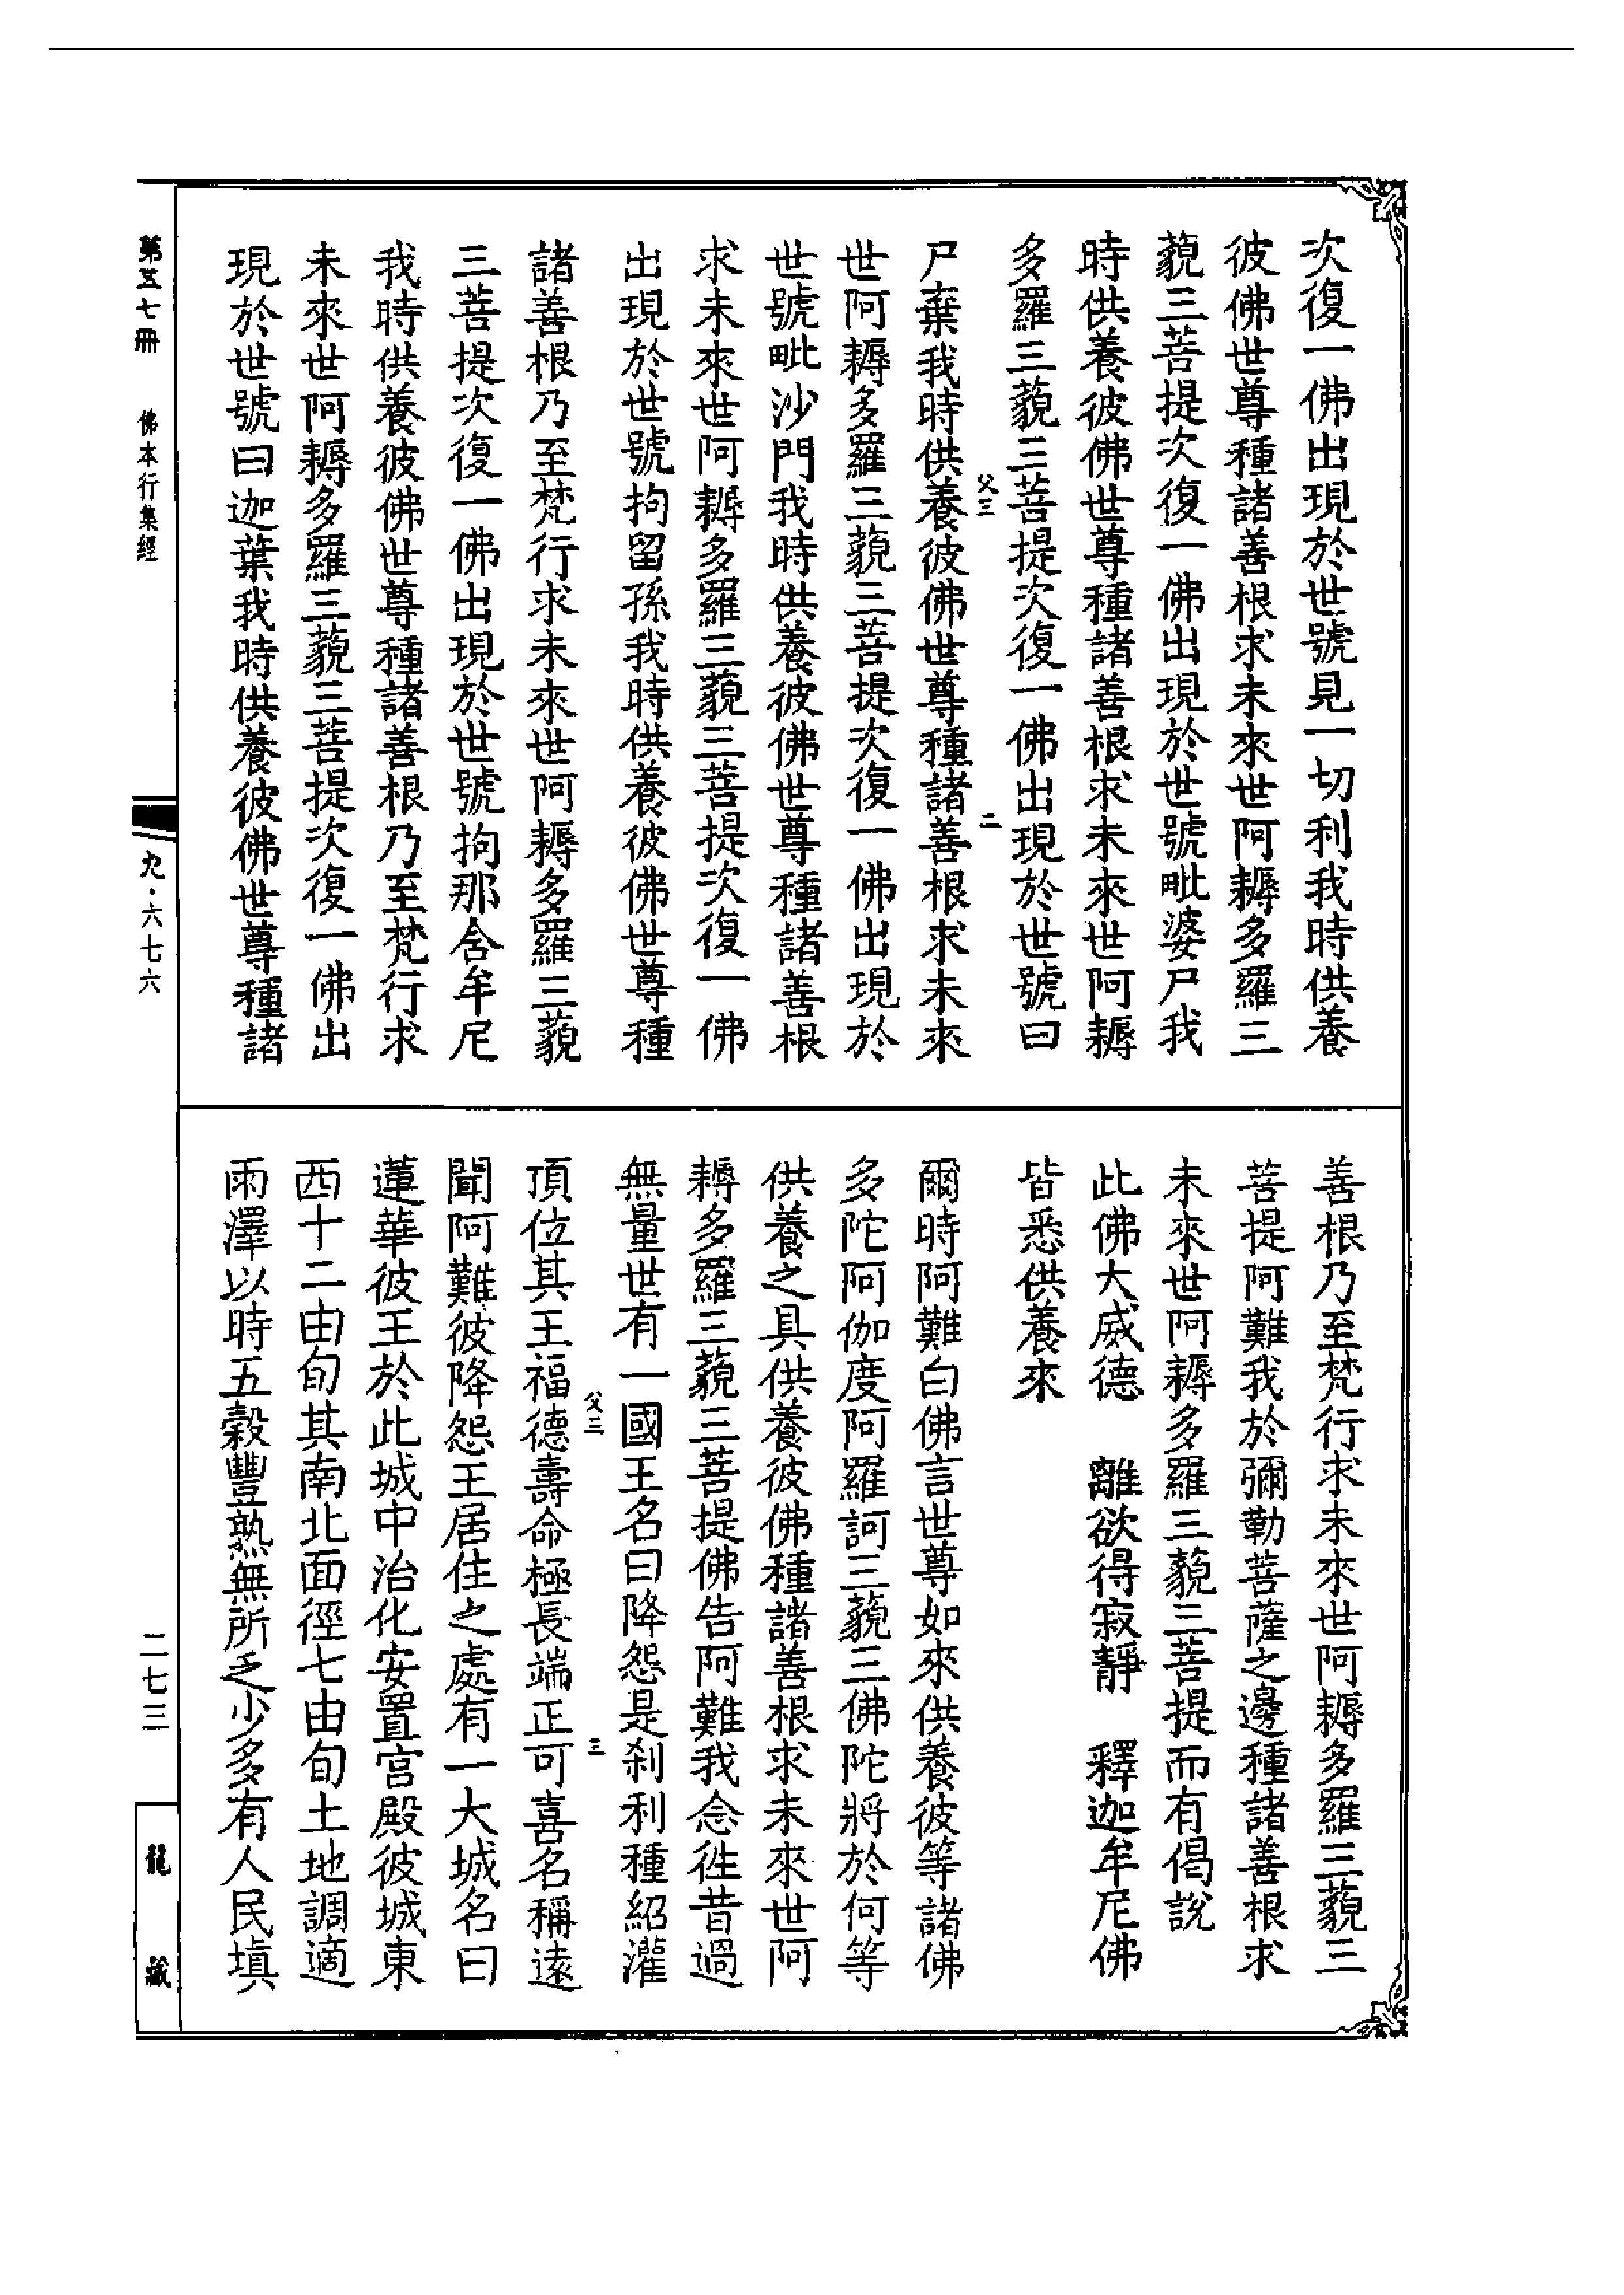 次復一佛出現於世號見一切利我時供養
彼佛世尊種諸善根求未來世阿耨多羅三
藐三菩提次復一佛出現於世號毗婆尸我
時供養彼佛世尊種諸善根求未來世阿耨
多羅三藐三菩提次復一佛出現於世號曰
父三 二
尸棄我時供養彼佛世尊種諸善根求未來
世阿耨多羅三藐三菩提次復一佛出現於
世號毗沙門我時供養彼佛世尊種諸善根
求未來世阿耨多羅三藐三菩提次復一佛
出現於世號拘留孫我時供養彼佛世尊種
諸善根乃至梵行求未來世阿耨多羅三藐
三菩提次復一佛出現於世號拘那含牟尼
我時供養彼佛世尊種諸善根乃至梵行求
未來世阿耨多羅三藐三菩提次復一佛出
現於世號曰迦葉我時供養彼佛世尊種諸
善根乃至梵行求未來世阿耨多羅三藐三
菩提阿難我於彌勒菩薩之邊種諸善根求
未來世阿耨多羅三藐三菩提而有偈說
此佛大威德 離欲得寂靜 釋迦牟尼佛
皆悉供養來
爾時阿難白佛言世尊如來供養彼等諸佛
多陀阿伽度阿羅訶三藐三佛陀將於何等
供養之具供養彼佛種諸善根求未來世阿
耨多羅三藐三菩提佛告阿難我念徃昔過
無量世有一國王名曰降怨是刹利種紹灌
父三 三
頂位其王福德壽命極長端正可喜名稱遠
聞阿難彼降怨王居住之處有一大城名曰
蓮華彼王於此城中治化安置宮殿彼城東
西十二由旬其南北面徑七由旬土地調適
雨澤以時五穀豐熟無所乏少多有人民填
第五七冊 佛本行集經
九·六七六
二七三
龍藏